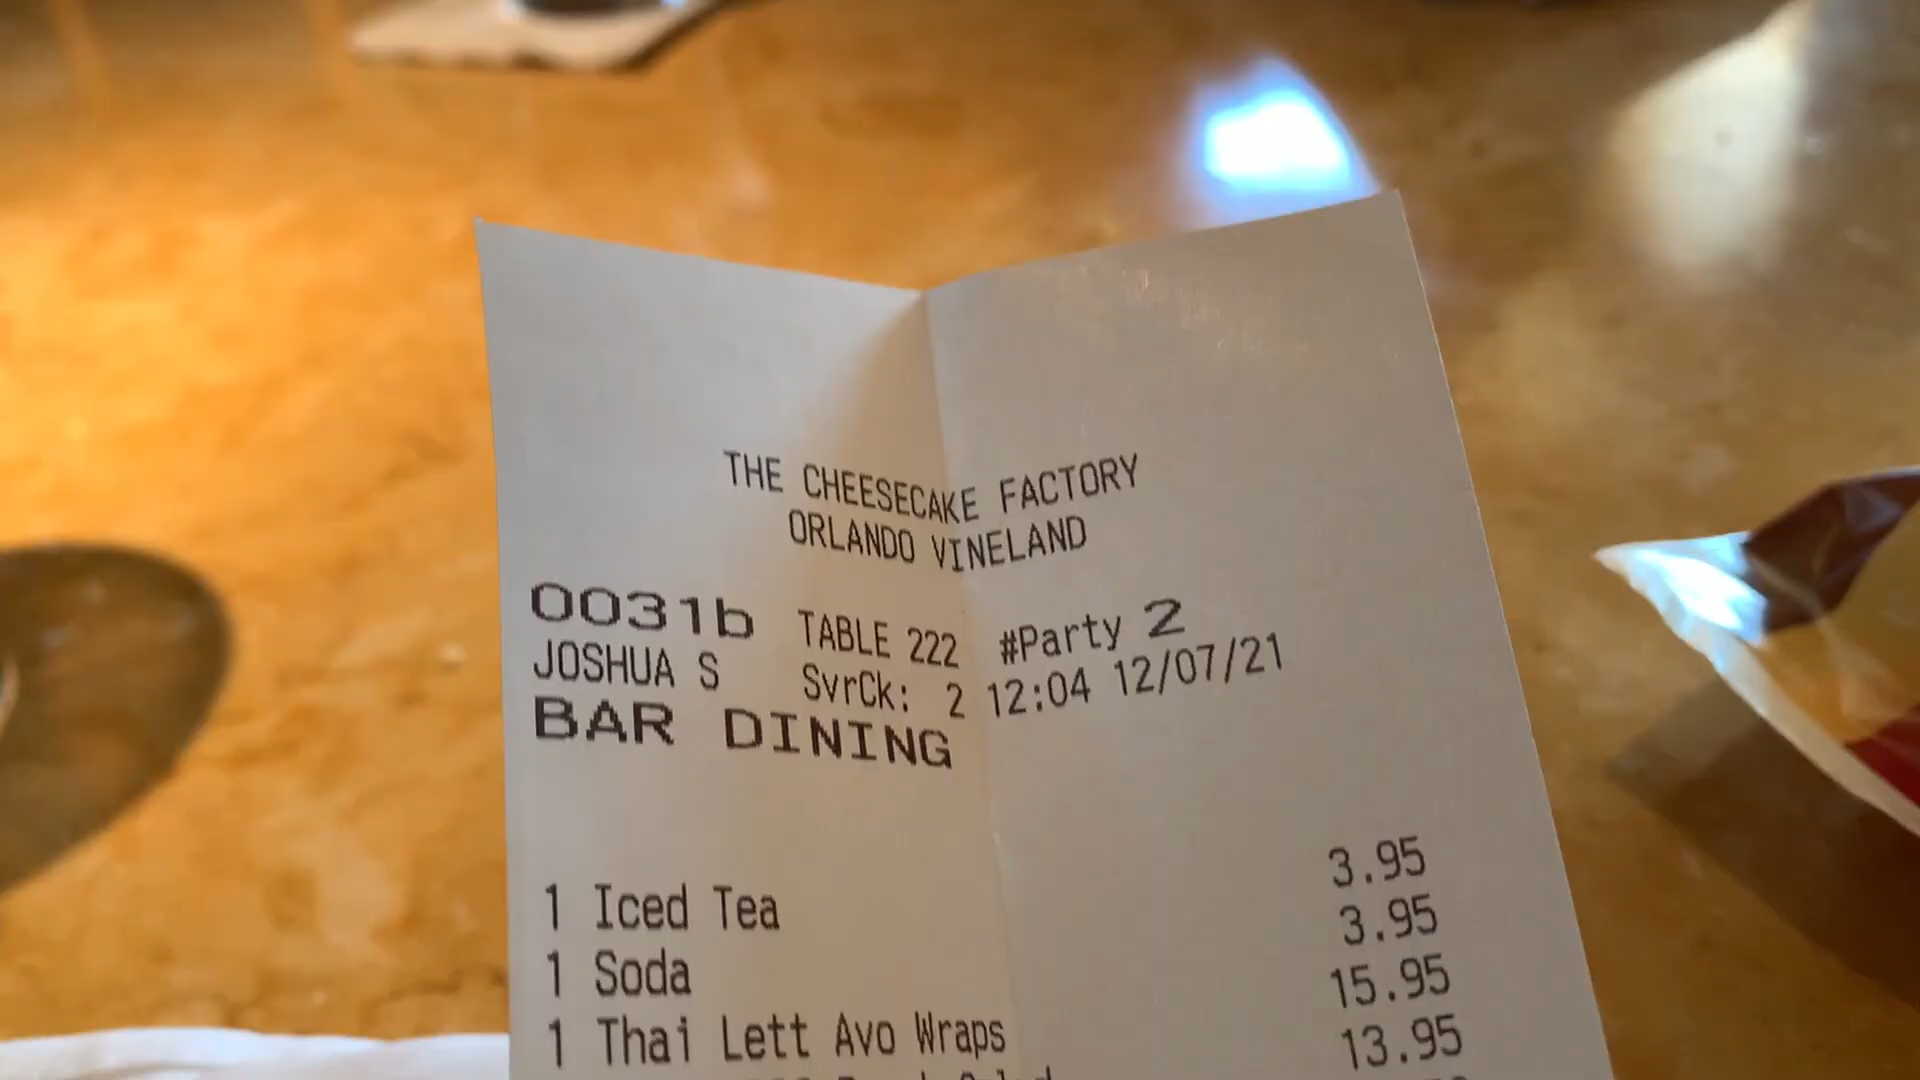 THE CHEESECAKE FACTORY
ORLANDO VINELAND
0031b TABLE 222 #Party 2
JOSHUA S SvrCk: 2 12:04 12/07/21
BAR DINING
1 Iced Tea 3.95
1 Soda 3.95
1 Thai Lett Avo Wraps 15.95
13.95